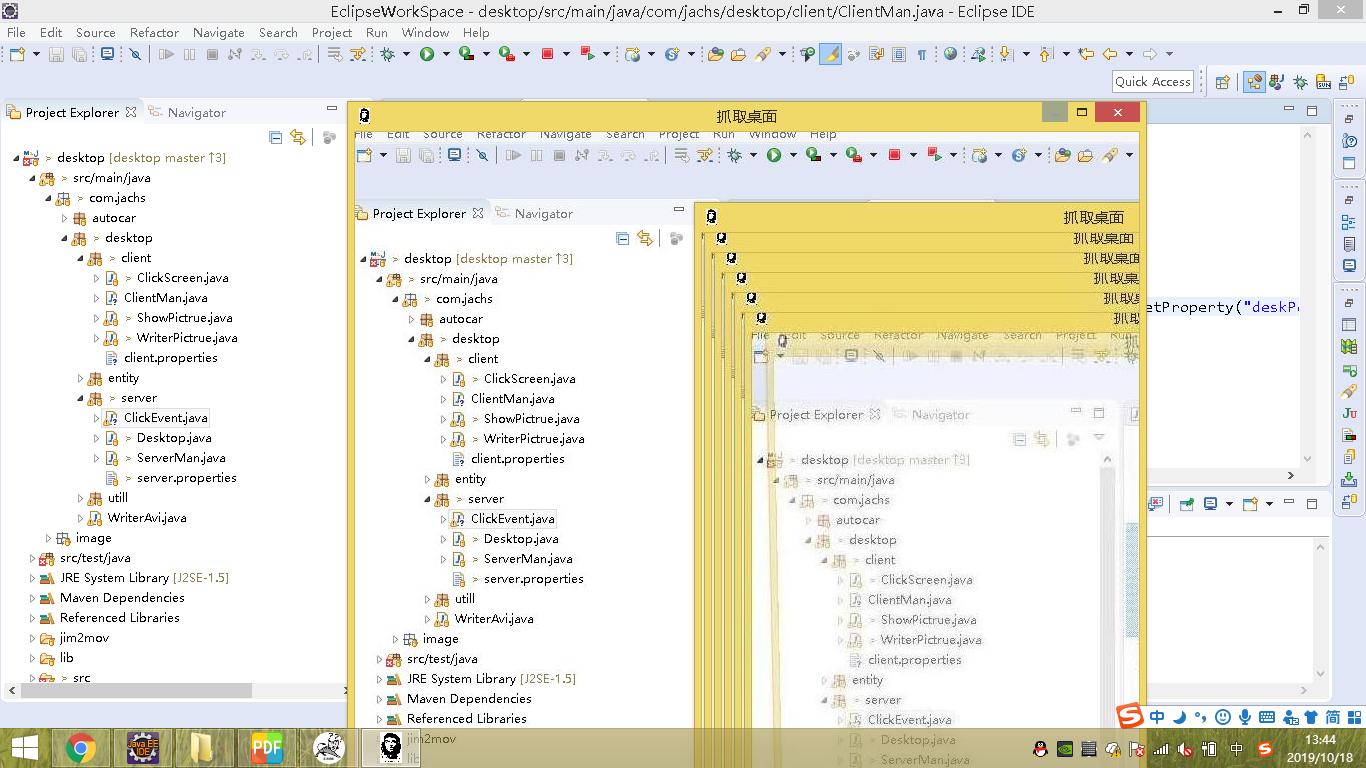 EclipseWorkSpace - desktop/src/main/java/com/jachs/desktop/client/ClientMan.java - Eclipse IDE
File Edit Source Refactor Navigate Search Project Run Window Help
Quick Access
Project Explorer Navigator
> desktop [desktop master ↑3]
> src/main/java
> com.jachs
autocar
> desktop
> client
> ClickScreen.java
ClientMan.java
> ShowPictrue.java
> WriterPictrue.java
client.properties
entity
> server
ClickEvent.java
> Desktop.java
> ServerMan.java
> server.properties
utill
WriterAvi.java
image
src/test/java
JRE System Library [J2SE-1.5]
Maven Dependencies
Referenced Libraries
jim2mov
lib
> src
抓取桌面
File Edit Source Refactor Navigate Search Project Run Window Help
Project Explorer Navigator
> desktop [desktop master ↑3]
> src/main/java
> com.jachs
autocar
> desktop
> client
> ClickScreen.java
ClientMan.java
> ShowPictrue.java
> WriterPictrue.java
client.properties
entity
> server
ClickEvent.java
> Desktop.java
> ServerMan.java
> server.properties
utill
WriterAvi.java
image
src/test/java
JRE System Library [J2SE-1.5]
Maven Dependencies
Referenced Libraries
jim2mov
lib
抓取桌面
抓取桌面
抓取桌面
抓取桌
抓取
抓取
File Edit Source Refactor Navigate Search Project
Project Explorer Navigator
> desktop [desktop master ↑3]
> src/main/java
> com.jachs
autocar
> desktop
> client
> ClickScreen.java
ClientMan.java
> ShowPictrue.java
> WriterPictrue.java
client.properties
entity
> server
ClickEvent.java
> Desktop.java
> ServerMan.java
etProperty("deskP
中 简
PDF
中
13:44
2019/10/18